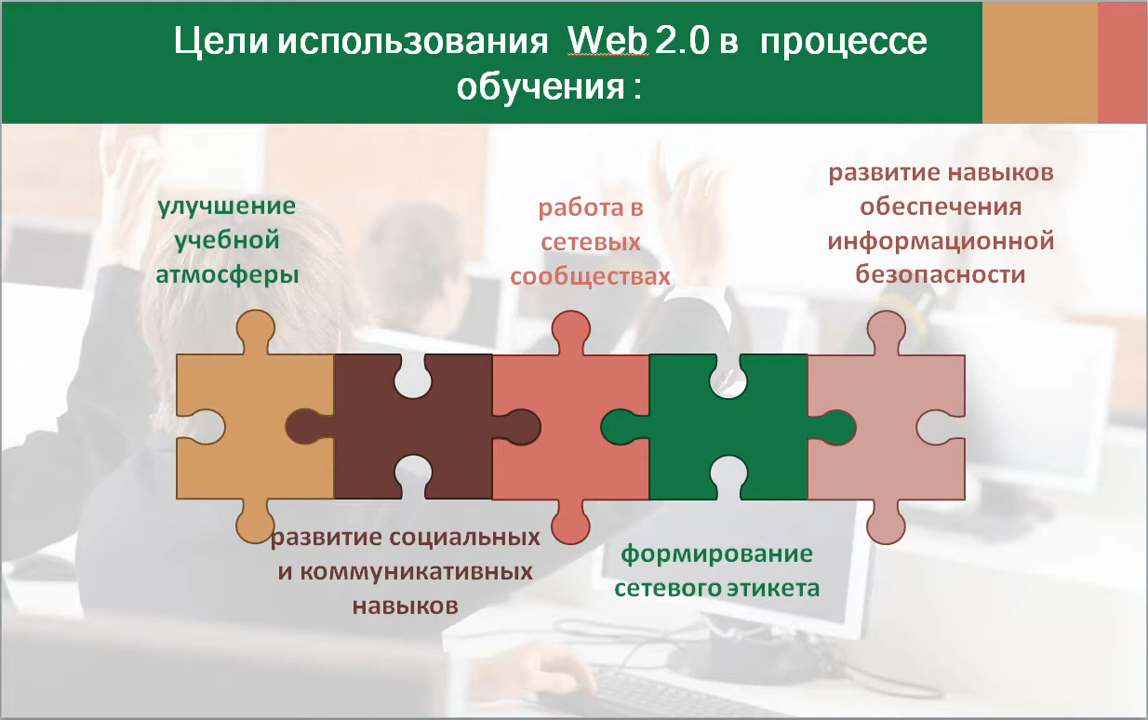 Цели использования Web 2.0 в процессе
обучения :
улучшение
учебной
атмосферы
работа в
сетевых
сообществах
развитие навыков
обеспечения
информационной
безопасности
развитие социальных
и коммуникативных
навыков
формирование
сетевого этикета